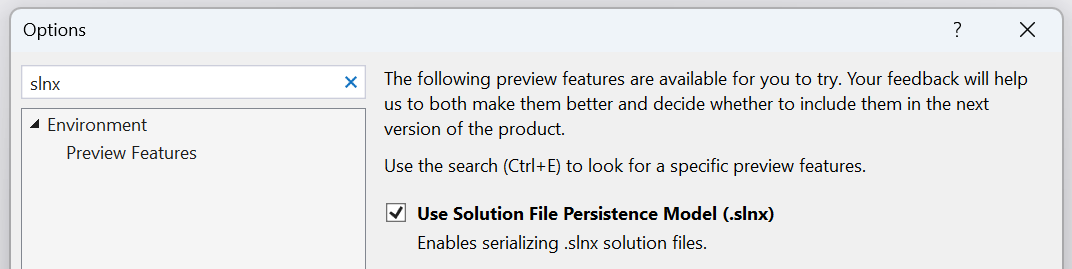 Options
?
slnx
Environment
Preview Features
The following preview features are available for you to try. Your feedback will help
us to both make them better and decide whether to include them in the next
version of the product.
Use the search (Ctrl+E) to look for a specific preview features.
Use Solution File Persistence Model (.slnx)
Enables serializing .slnx solution files.